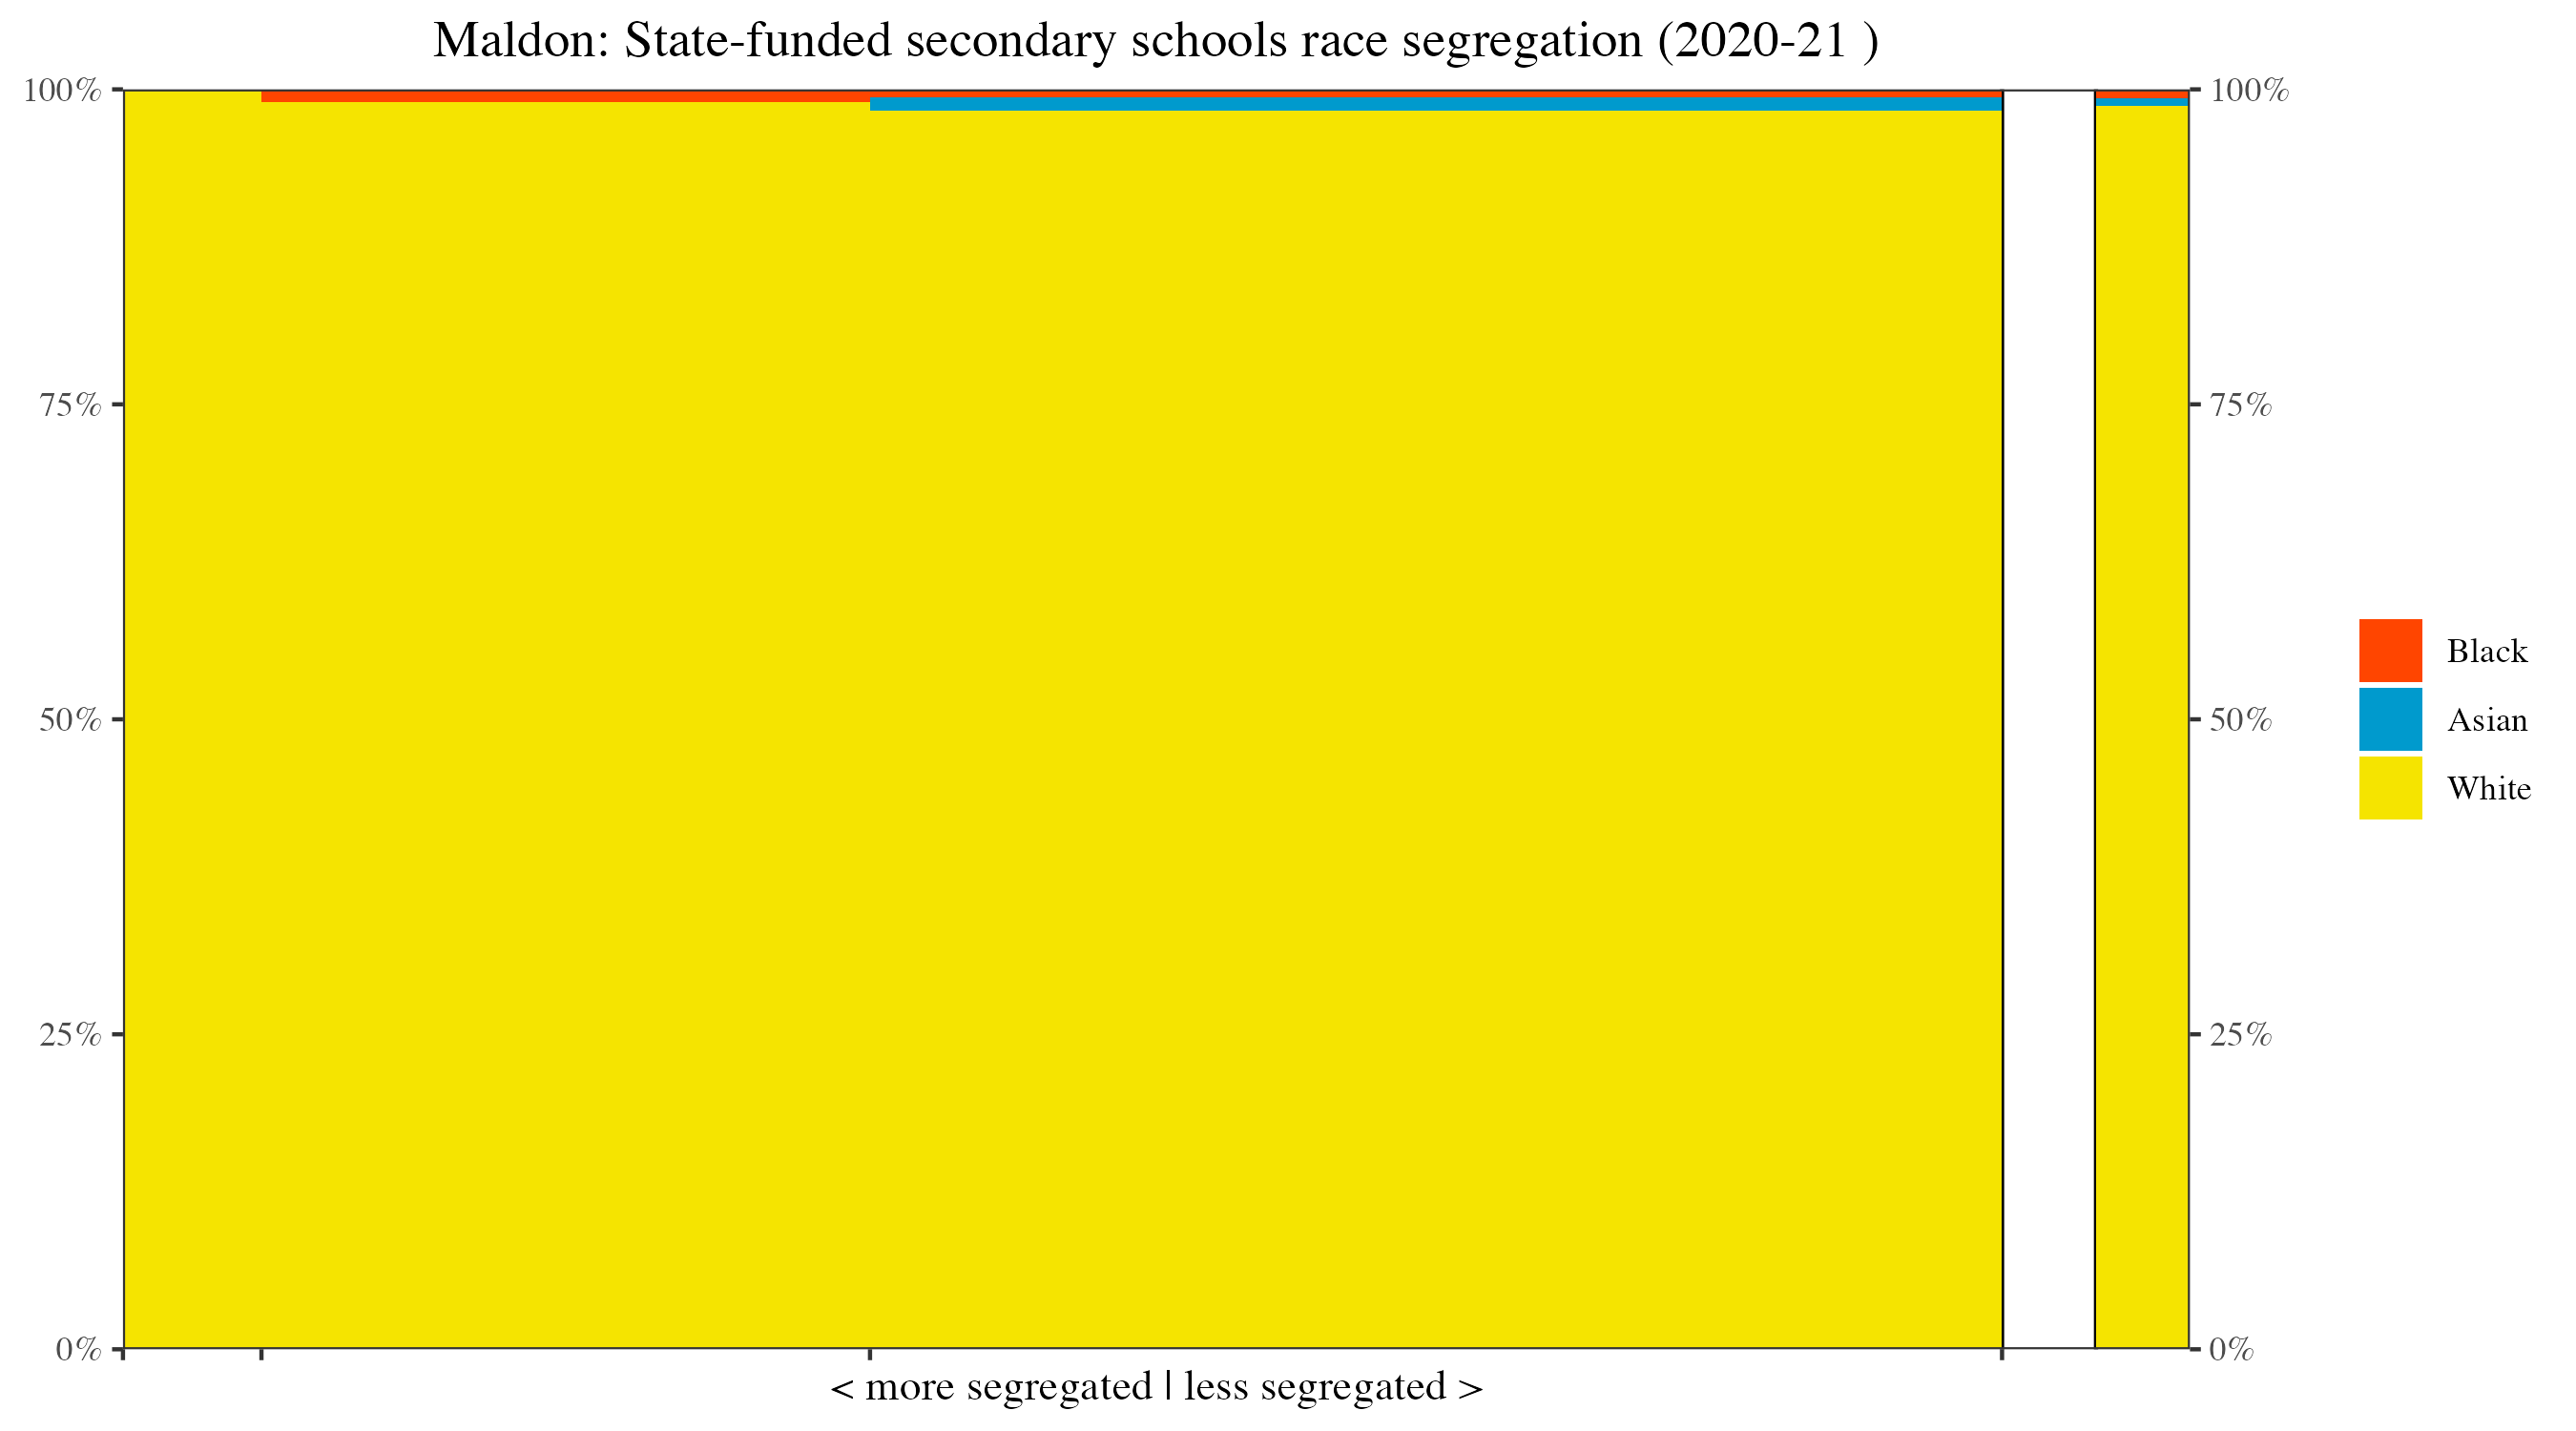 Maldon: State-funded secondary schools race segregation (2020-21 )
100%
75%
50%
25%
0%
100%
75%
50%
25%
0%
Black
Asian
White
< more segregated | less segregated >